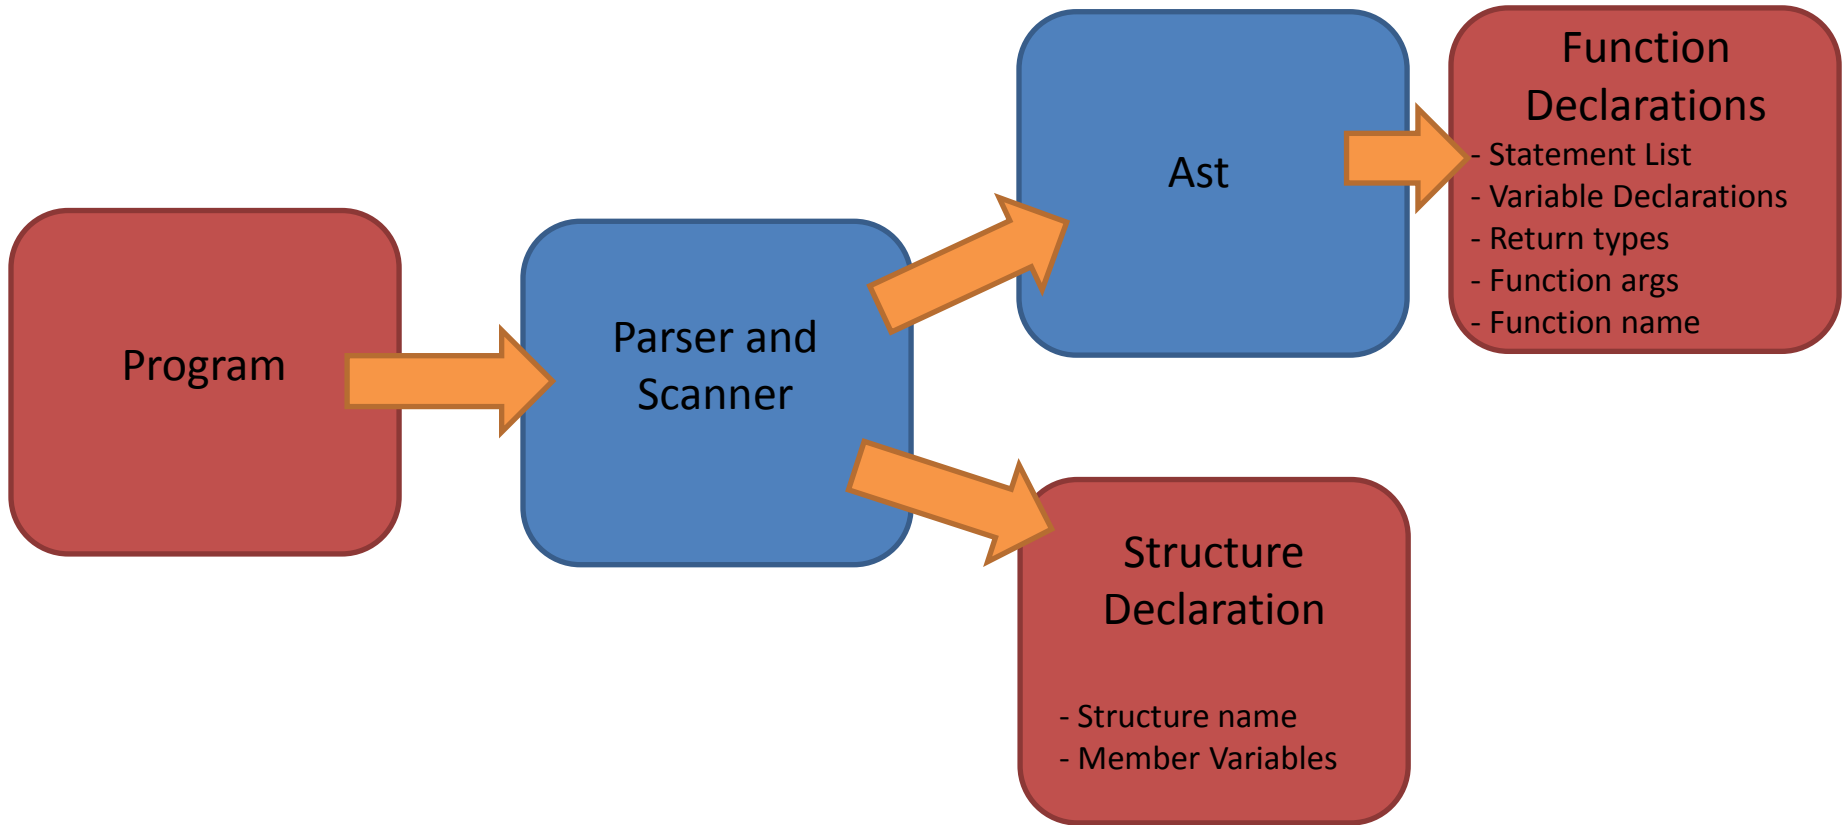 Program
Parser and
Scanner
Ast
Function
Declarations
- Statement List
- Variable Declarations
- Return types
- Function args
- Function name
Structure
Declaration
- Structure name
- Member Variables